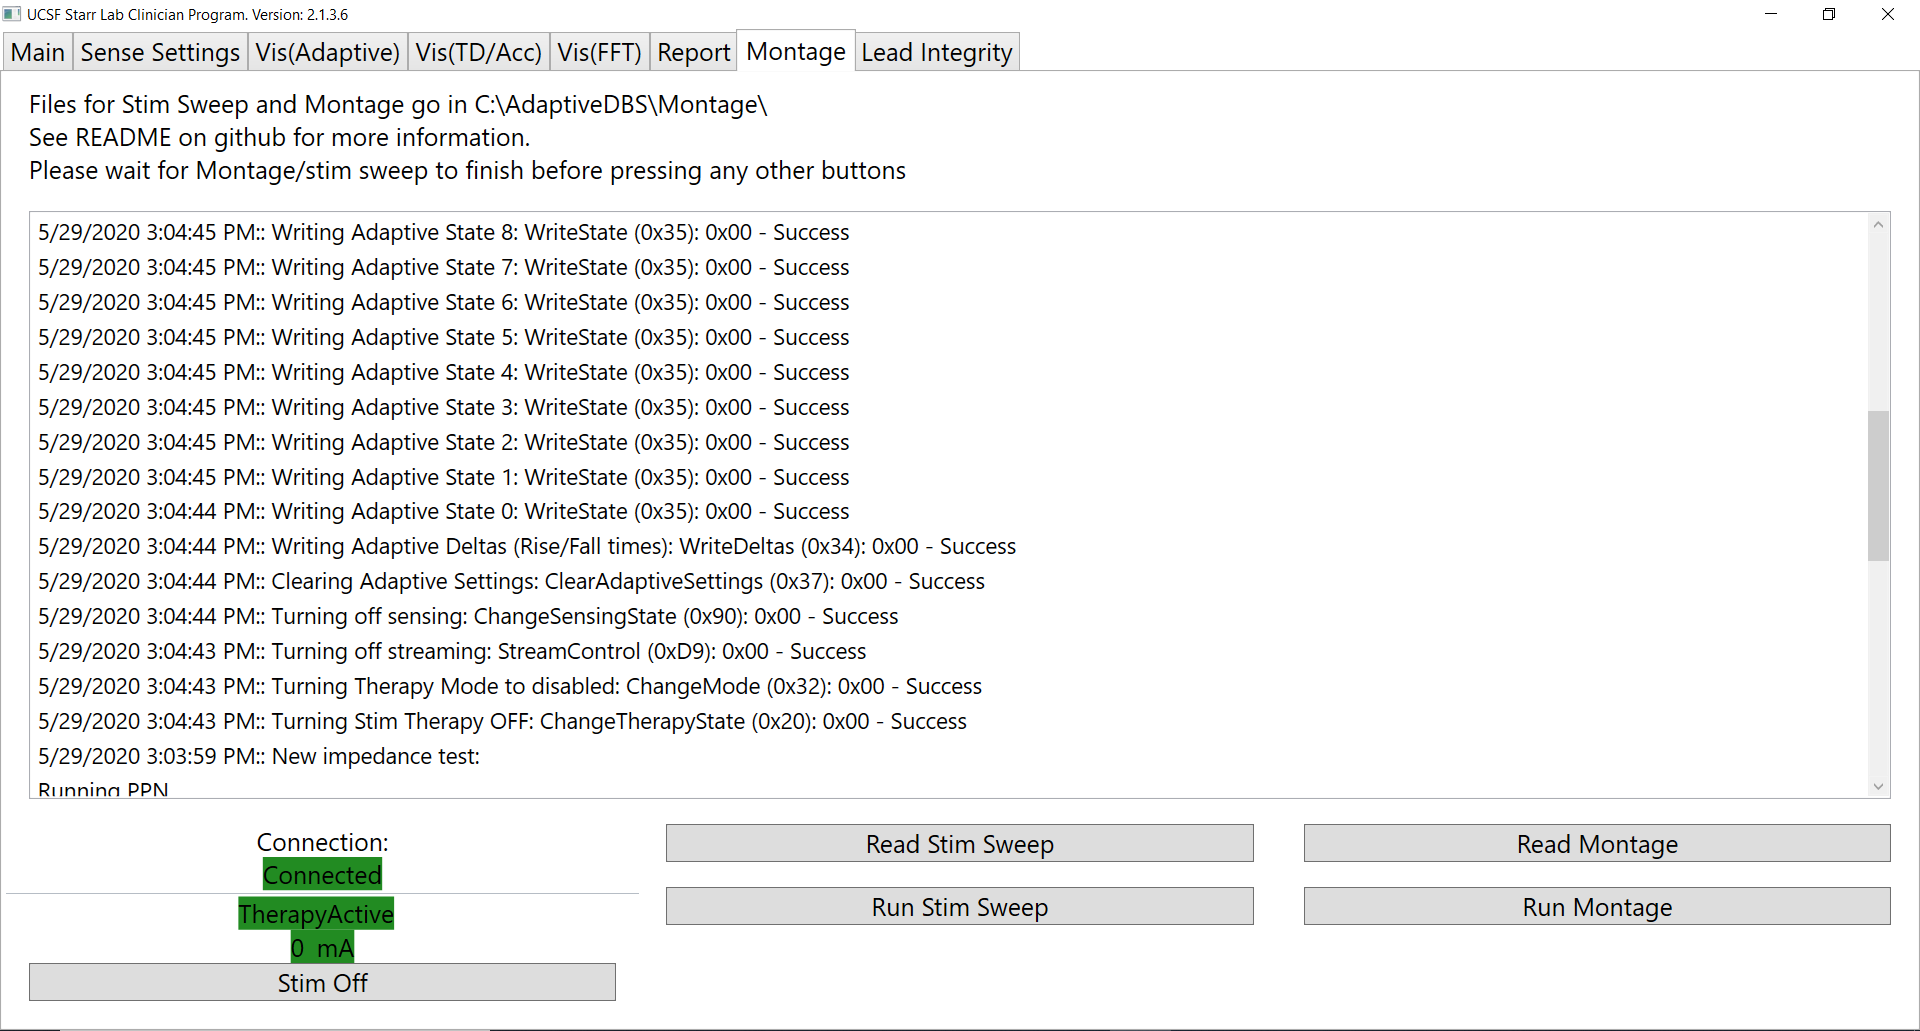 UCSF Starr Lab Clinician Program. Version: 2.1.3.6
Main Sense Settings Vis(Adaptive) Vis(TD/Acc) Vis(FFT) Report Montage Lead Integrity
Files for Stim Sweep and Montage go in C:\AdaptiveDBS\Montage\
See README on github for more information.
Please wait for Montage/stim sweep to finish before pressing any other buttons
5/29/2020 3:04:45 PM:: Writing Adaptive State 8: WriteState (0x35): 0x00 - Success
5/29/2020 3:04:45 PM:: Writing Adaptive State 7: WriteState (0x35): 0x00 - Success
5/29/2020 3:04:45 PM:: Writing Adaptive State 6: WriteState (0x35): 0x00 - Success
5/29/2020 3:04:45 PM:: Writing Adaptive State 5: WriteState (0x35): 0x00 - Success
5/29/2020 3:04:45 PM:: Writing Adaptive State 4: WriteState (0x35): 0x00 - Success
5/29/2020 3:04:45 PM:: Writing Adaptive State 3: WriteState (0x35): 0x00 - Success
5/29/2020 3:04:45 PM:: Writing Adaptive State 2: WriteState (0x35): 0x00 - Success
5/29/2020 3:04:45 PM:: Writing Adaptive State 1: WriteState (0x35): 0x00 - Success
5/29/2020 3:04:44 PM:: Writing Adaptive State 0: WriteState (0x35): 0x00 - Success
5/29/2020 3:04:44 PM:: Writing Adaptive Deltas (Rise/Fall times): WriteDeltas (0x34): 0x00 - Success
5/29/2020 3:04:44 PM:: Clearing Adaptive Settings: ClearAdaptiveSettings (0x37): 0x00 - Success
5/29/2020 3:04:44 PM:: Turning off sensing: ChangeSensingState (0x90): 0x00 - Success
5/29/2020 3:04:43 PM:: Turning off streaming: StreamControl (0xD9): 0x00 - Success
5/29/2020 3:04:43 PM:: Turning Therapy Mode to disabled: ChangeMode (0x32): 0x00 - Success
5/29/2020 3:04:43 PM:: Turning Stim Therapy OFF: ChangeTherapyState (0x20): 0x00 - Success
5/29/2020 3:03:59 PM:: New impedance test:
Running PPN
Connection:
Connected
TherapyActive
0 mA
Stim Off
Read Stim Sweep
Run Stim Sweep
Read Montage
Run Montage